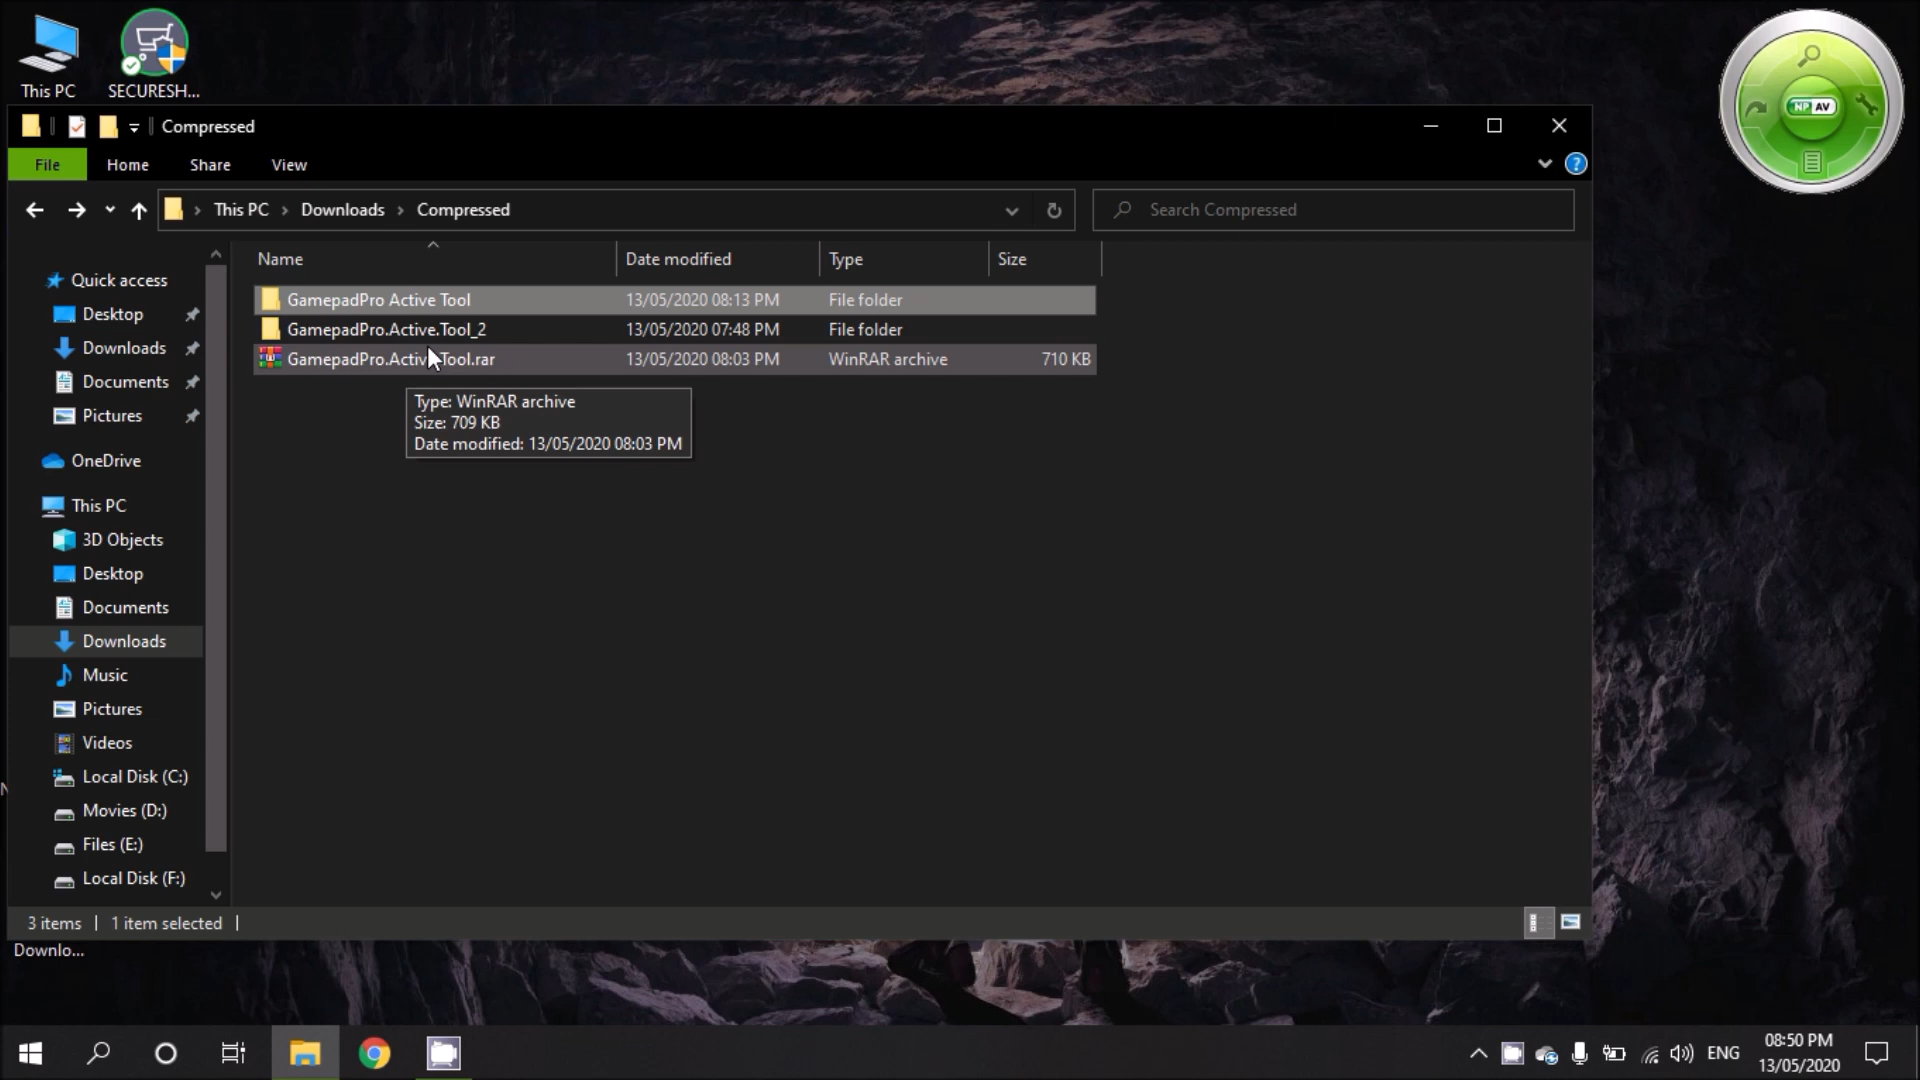 This PC
SECURESH...
NP AV
Compressed
File
Home
Share
View
This PC
Downloads
Compressed
Search Compressed
Name
Date modified
Type
Size
Quick access
Desktop
Downloads
Documents
Pictures
OneDrive
This PC
3D Objects
Desktop
Documents
Downloads
Music
Pictures
Videos
Local Disk (C:)
Movies (D:)
Files (E:)
Local Disk (F:)
GamepadPro Active Tool 13/05/2020 08:13 PM File folder
GamepadPro.Active.Tool_2 13/05/2020 07:48 PM File folder
GamepadPro.Activ Tool.rar 13/05/2020 08:03 PM WinRAR archive 710 KB
Type: WinRAR archive
Size: 709 KB
Date modified: 13/05/2020 08:03 PM
3 items
1 item selected
Downlo...
ENG
08:50 PM
13/05/2020